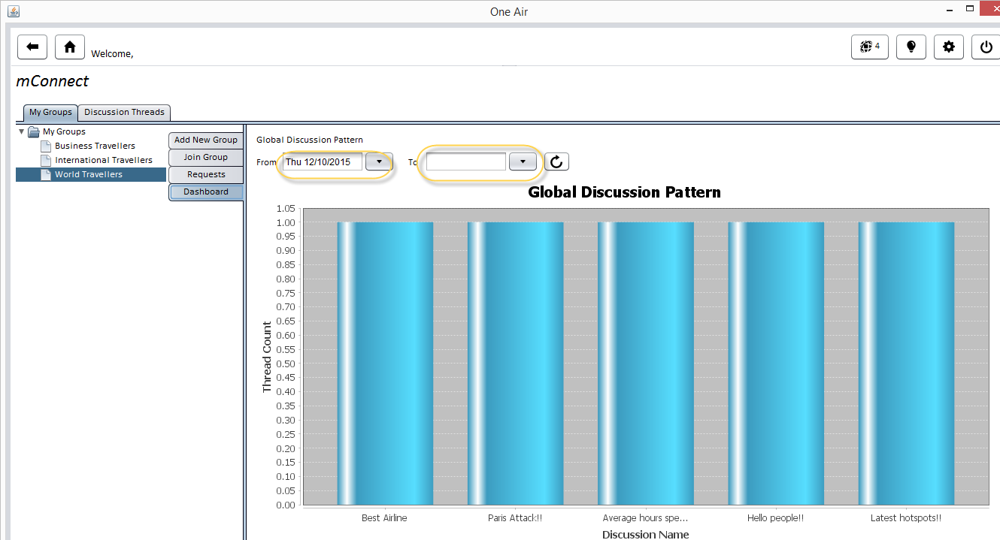 One Air
Welcome,
4
mConnect
My Groups Discussion Threads
My Groups
Business Travellers
International Travellers
World Travellers
Add New Group
Join Group
Requests
Dashboard
Global Discussion Pattern
From Thu 12/10/2015 To
Global Discussion Pattern
Thread Count
1.05
1.00
0.95
0.90
0.85
0.80
0.75
0.70
0.65
0.60
0.55
0.50
0.45
0.40
0.35
0.30
0.25
0.20
0.15
0.10
0.05
0.00
Best Airline Paris Attack!! Average hours spe... Hello people!! Latest hotspots!!
Discussion Name